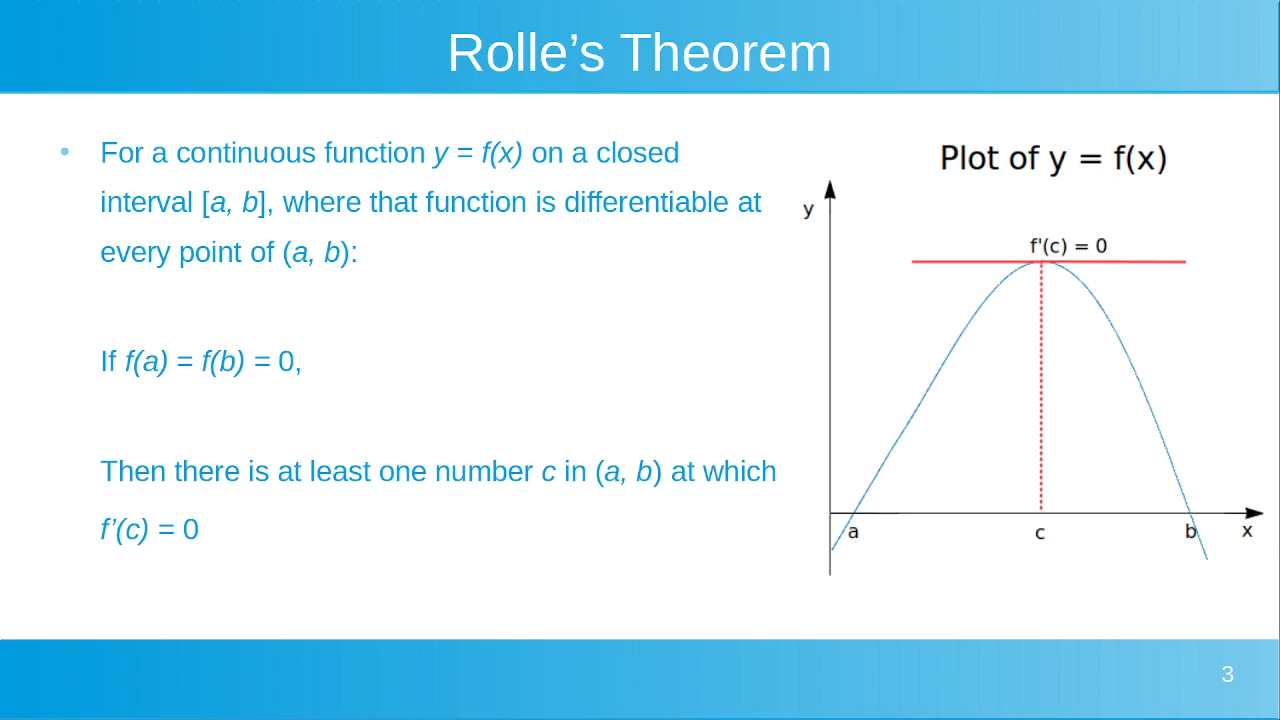 Rolle’s Theorem
• For a continuous function y = f(x) on a closed
interval [a, b], where that function is differentiable at
every point of (a, b):
If f(a) = f(b) = 0,
Then there is at least one number c in (a, b) at which
f’(c) = 0
Plot of y = f(x)
y
f'(c) = 0
a
c
b
x
3